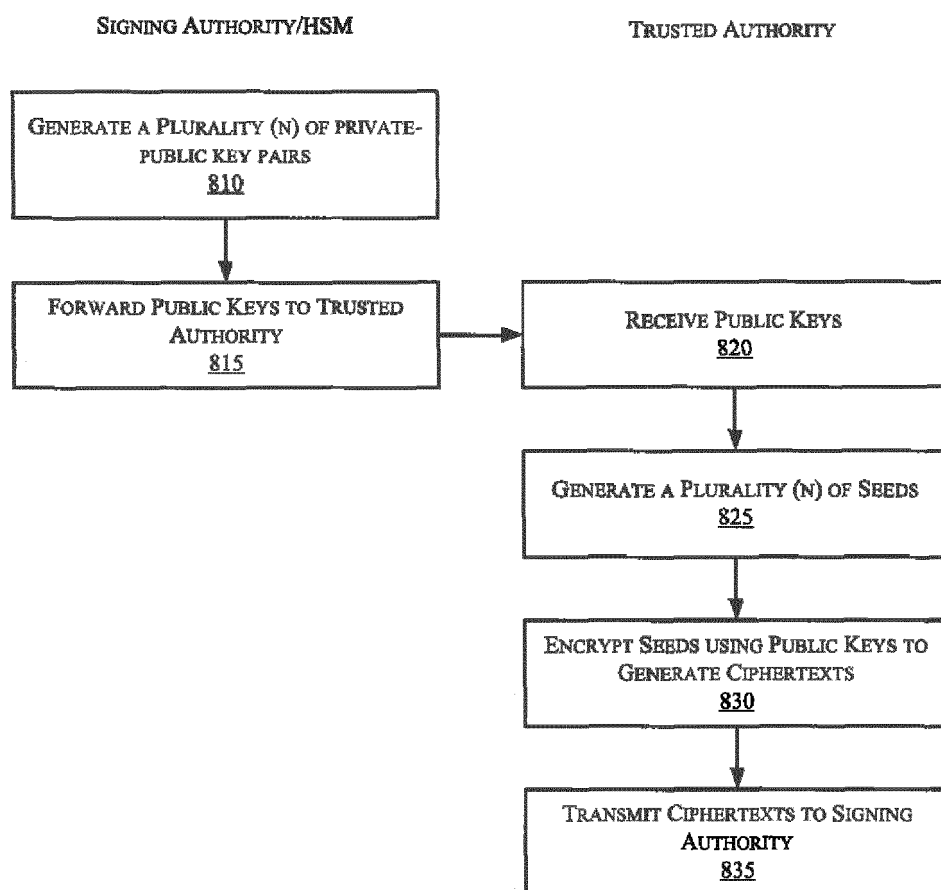 SIGNING AUTHORITY/HSM
TRUSTED AUTHORITY
GENERATE A PLURALITY (N) OF PRIVATE-
PUBLIC KEY PAIRS
810
FORWARD PUBLIC KEYS TO TRUSTED
AUTHORITY
815
RECEIVE PUBLIC KEYS
820
GENERATE A PLURALITY (N) OF SEEDS
825
ENCRYPT SEEDS USING PUBLIC KEYS TO
GENERATE CIPHERTEXTS
830
TRANSMIT CIPHERTEXTS TO SIGNING
AUTHORITY
835